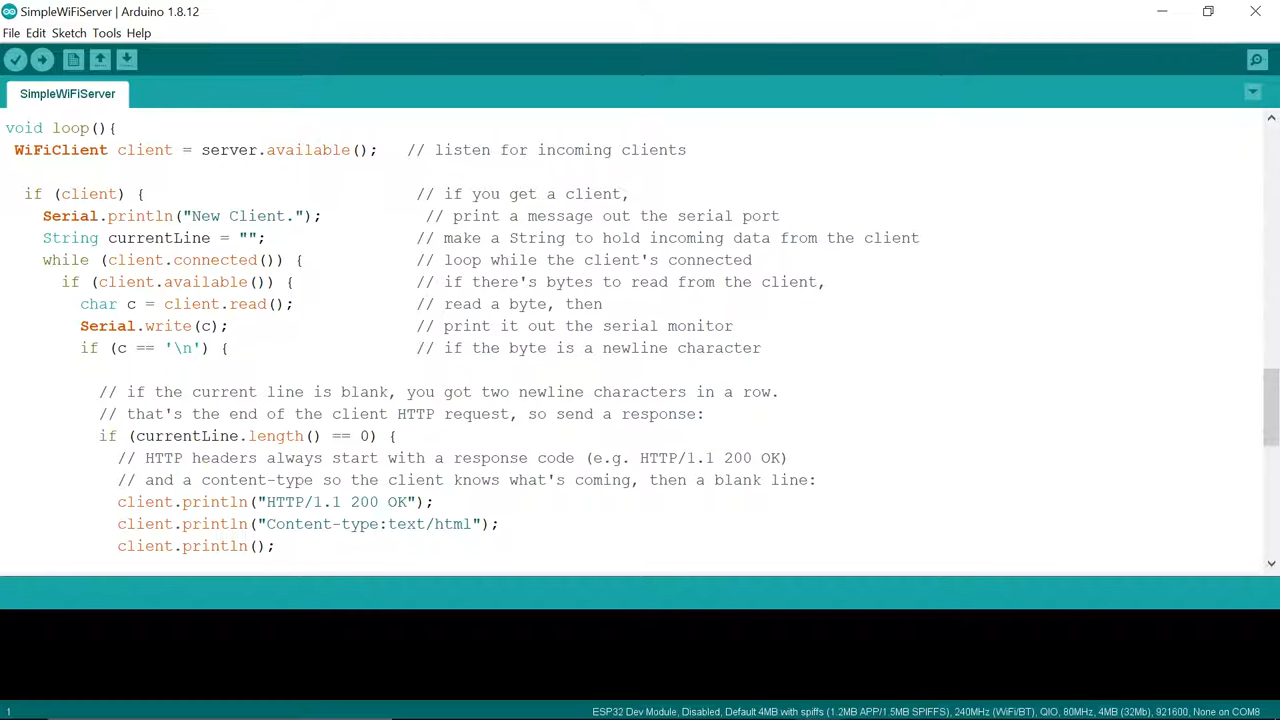 SimpleWiFiServer | Arduino 1.8.12
File Edit Sketch Tools Help
SimpleWiFiServer
void loop(){
WiFiClient client = server.available(); // listen for incoming clients
if (client) { // if you get a client,
Serial.println("New Client."); // print a message out the serial port
String currentLine = ""; // make a String to hold incoming data from the client
while (client.connected()) { // loop while the client's connected
if (client.available()) { // if there's bytes to read from the client,
char c = client.read(); // read a byte, then
Serial.write(c); // print it out the serial monitor
if (c == '\n') { // if the byte is a newline character
// if the current line is blank, you got two newline characters in a row.
// that's the end of the client HTTP request, so send a response:
if (currentLine.length() == 0) {
// HTTP headers always start with a response code (e.g. HTTP/1.1 200 OK)
// and a content-type so the client knows what's coming, then a blank line:
client.println("HTTP/1.1 200 OK");
client.println("Content-type:text/html");
client.println();
1 ESP32 Dev Module, Disabled, Default 4MB with spiffs (1.2MB APP/1.5MB SPIFFS), 240MHz (WiFi/BT), QIO, 80MHz, 4MB (32Mb), 921600, None on COM8